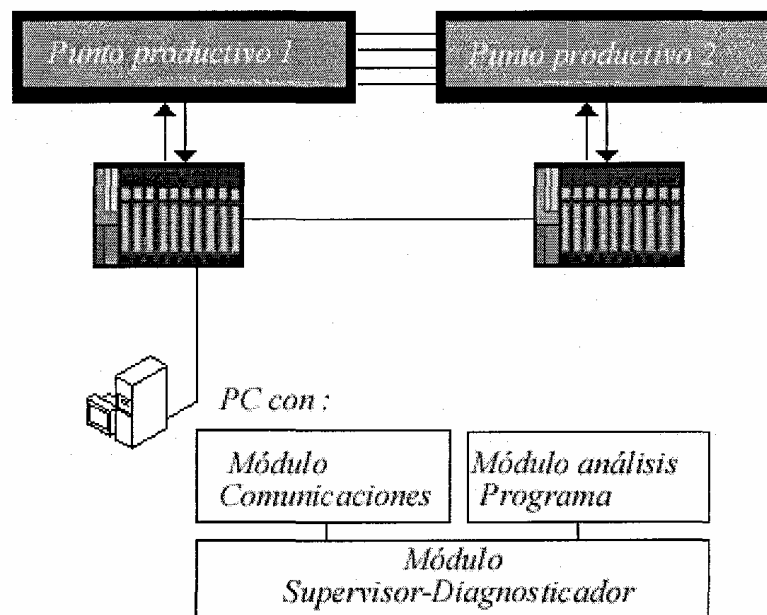 Punto productivo 1
Punto productivo 2
PC con :
Módulo
Comunicaciones
Módulo análisis
Programa
Módulo
Supervisor-Diagnosticador